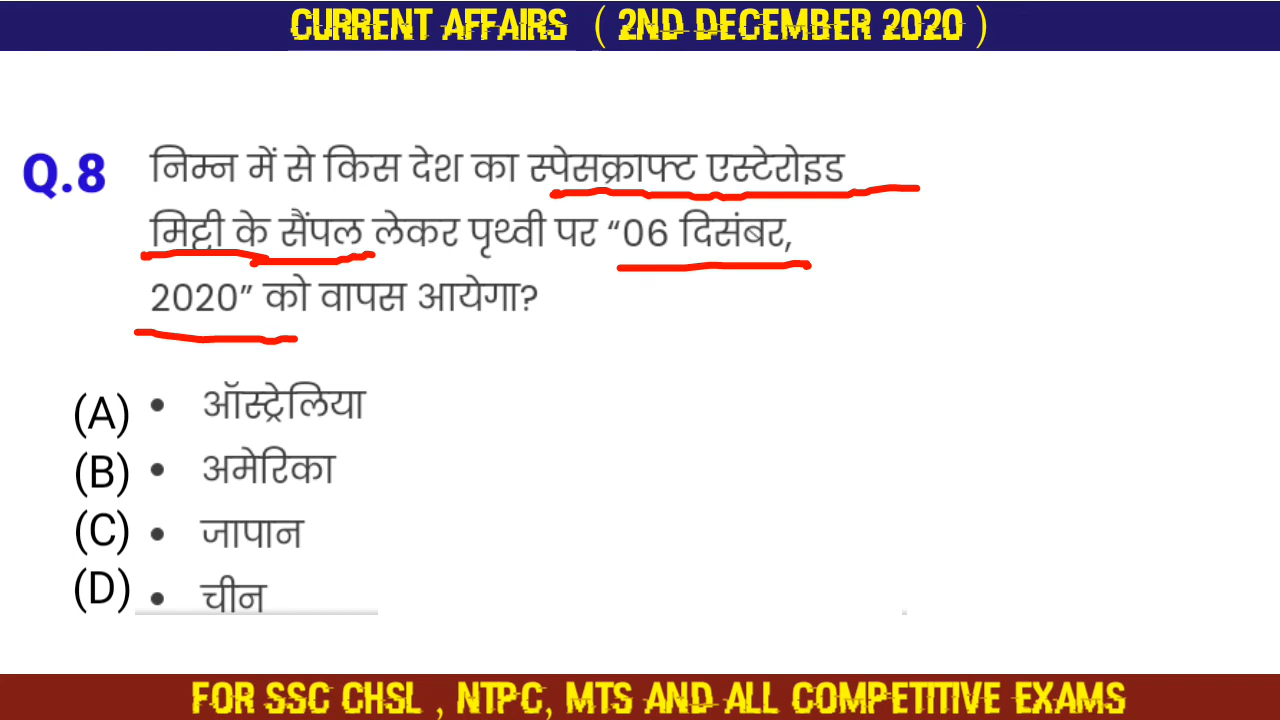 CURRENT AFFAIRS ( 2ND DECEMBER 2020 )
Q.8 निम्न में से किस देश का स्पेसक्राफ्ट एस्टेरोइड
मिट्टी के सैंपल लेकर पृथ्वी पर “06 दिसंबर,
2020” को वापस आयेगा?
(A) • ऑस्ट्रेलिया
(B) • अमेरिका
(C) • जापान
(D) • चीन
FOR SSC CHSL , NTPC, MTS AND ALL COMPETITIVE EXAMS